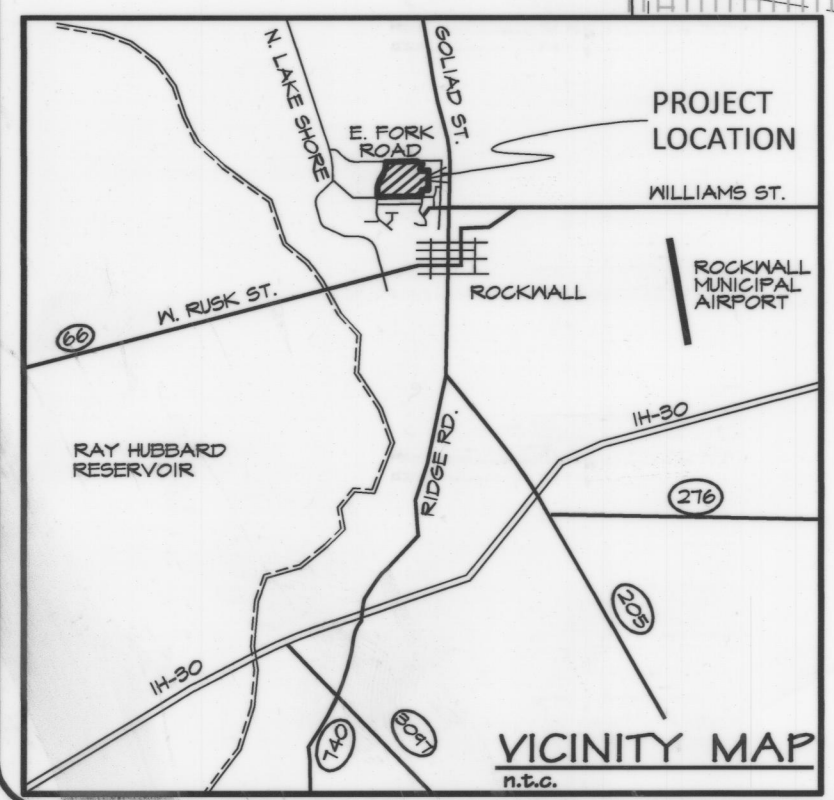 N. LAKE SHORE
GOLIAD ST.
PROJECT
LOCATION
E. FORK
ROAD
WILLIAMS ST.
ROCKWALL
MUNICIPAL
AIRPORT
ROCKWALL
W. RUSK ST.
66
IH-30
RIDGE RD.
RAY HUBBARD
RESERVOIR
276
205
IH-30
740
3097
VICINITY MAP
n.t.c.